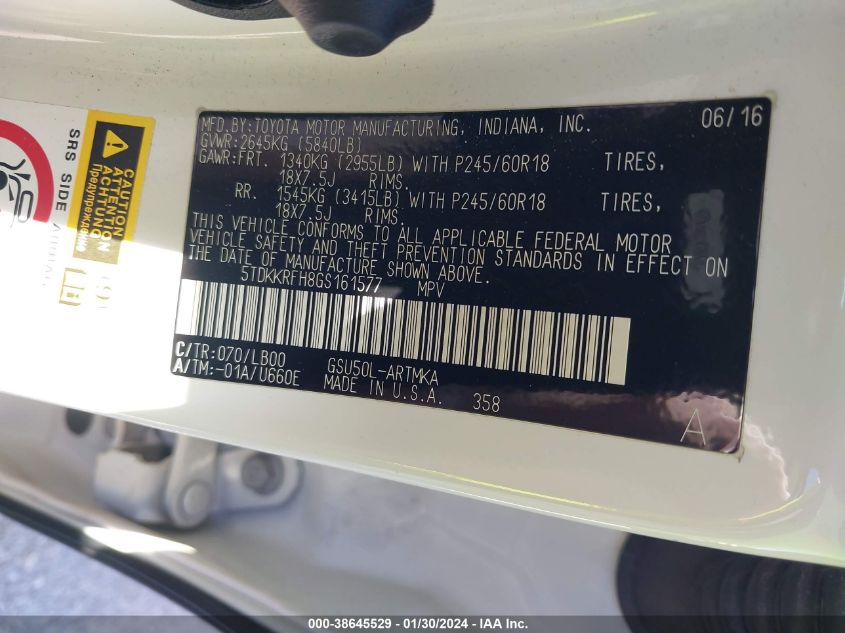 MFD.BY:TOYOTA MOTOR MANUFACTURING, INDIANA, INC. 06/16
GVWR:2645KG (5840LB)
GAWR:FRT. 1340KG (2955LB) WITH P245/60R18 TIRES,
18X7.5J RIMS.
RR. 1545KG (3415LB) WITH P245/60R18 TIRES,
18X7.5J RIMS.
THIS VEHICLE CONFORMS TO ALL APPLICABLE FEDERAL MOTOR
VEHICLE SAFETY AND THEFT PREVENTION STANDARDS IN EFFECT ON
THE DATE OF MANUFACTURE SHOWN ABOVE.
5TDKKRFH8GS161577 MPV
C/TR:070/LB00 GSU50L-ARTMKA
A/TM:-01A/U660E MADE IN U.S.A. 358
A
CAUTION
ATTENTION
ACHTUNG
Предупреждение
SRS SIDE AIRBAG
000-38645529 - 01/30/2024 - IAA Inc.